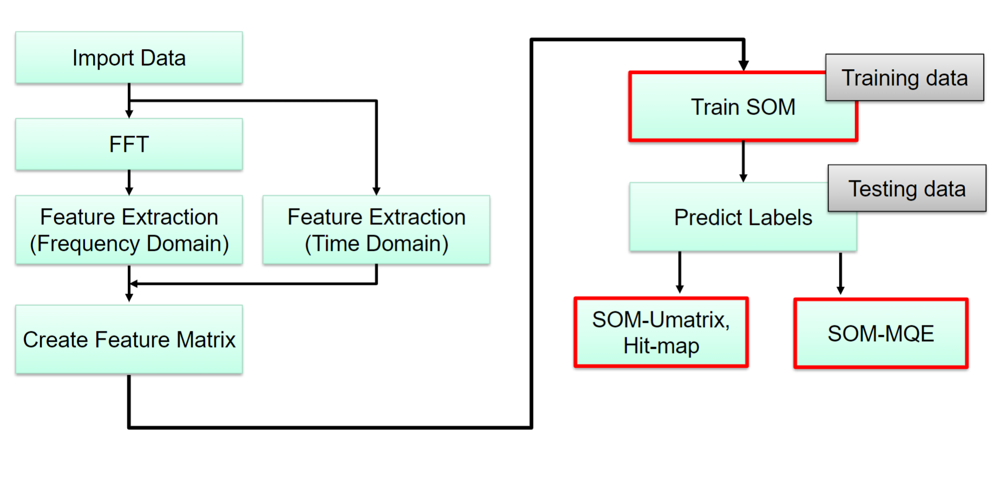 Import Data
FFT
Feature Extraction
(Frequency Domain)
Feature Extraction
(Time Domain)
Create Feature Matrix
Training data
Train SOM
Testing data
Predict Labels
SOM-Umatrix,
Hit-map
SOM-MQE